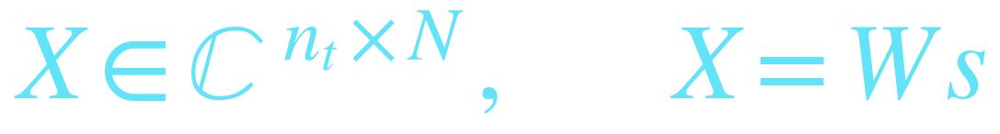 X ∈ ℂ^{n_t × N}, X = Ws